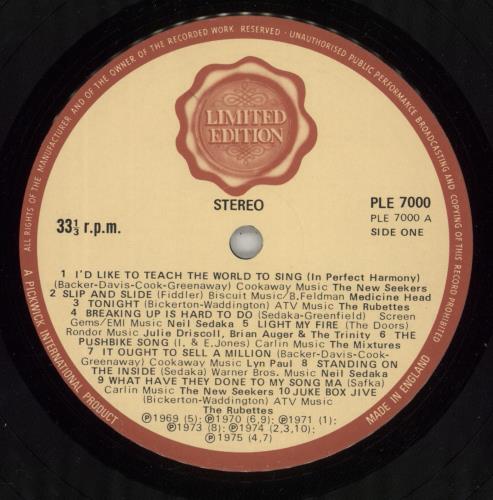 ALL RIGHTS OF THE MANUFACTURER AND OF THE OWNER OF THE RECORDED WORK RESERVED - UNAUTHORISED PUBLIC PERFORMANCE BROADCASTING AND COPYING OF THIS RECORD PROHIBITED
LIMITED
EDITION
STEREO
PLE 7000
PLE 7000 A
SIDE ONE
33⅓ r.p.m.
1 I'D LIKE TO TEACH THE WORLD TO SING (In Perfect Harmony)
(Backer-Davis-Cook-Greenaway) Cookaway Music The New Seekers
2 SLIP AND SLIDE (Fiddler) Biscuit Music/B.Feldman Medicine Head
3 TONIGHT (Bickerton-Waddington) ATV Music The Rubettes
4 BREAKING UP IS HARD TO DO (Sedaka-Greenfield) Screen
Gems/EMI Music Neil Sedaka 5 LIGHT MY FIRE (The Doors)
Rondor Music Julie Driscoll, Brian Auger & The Trinity 6 THE
PUSHBIKE SONG (I, & E,Jones) Carlin Music The Mixtures
7 IT OUGHT TO SELL A MILLION (Backer-Davis-Cook-
Greenaway) Cookaway Music Lyn Paul 8 STANDING ON
THE INSIDE (Sedaka) Warner Bros. Music Neil Sedaka
9 WHAT HAVE THEY DONE TO MY SONG MA (Safka)
Carlin Music The New Seekers 10 JUKE BOX JIVE
(Bickerton-Waddington) ATV Music
The Rubettes
℗1969 (5); ℗1970 (6,9); ℗1971 (1);
℗1973 (8); ℗1974 (2,3,10);
℗1975 (4,7)
A PICKWICK INTERNATIONAL PRODUCT
MADE IN ENGLAND